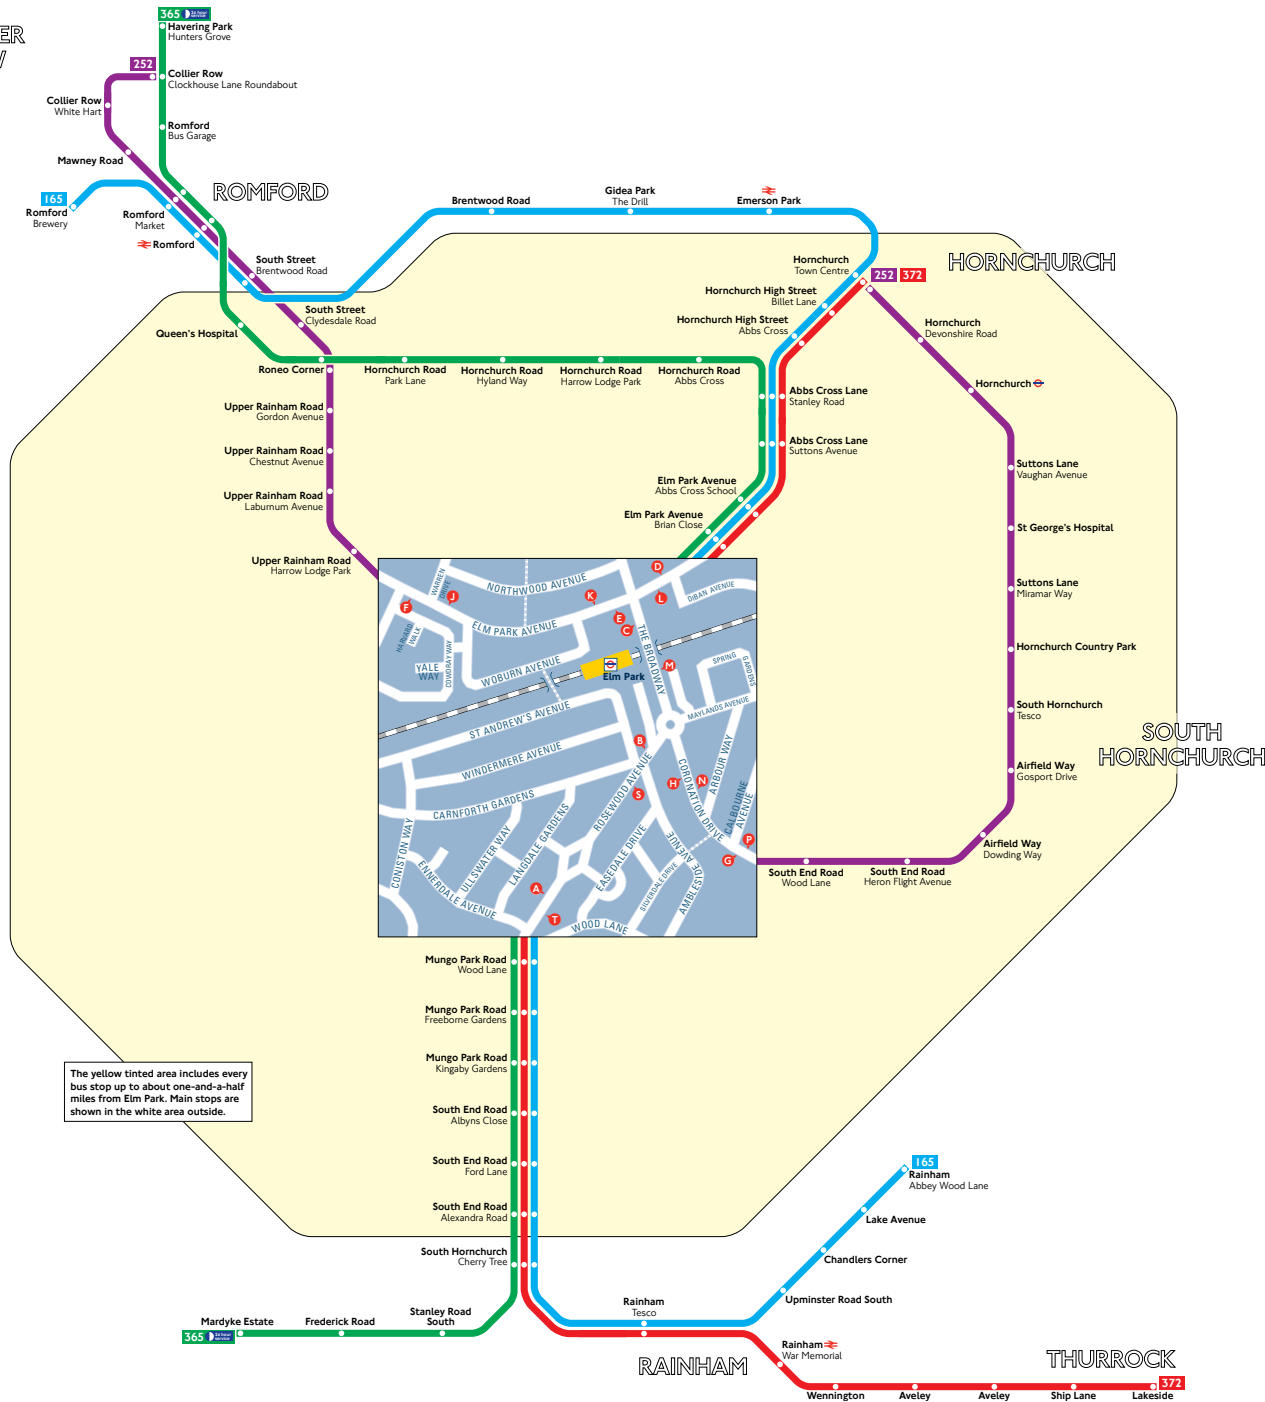 365 24 hour service
Havering Park
Hunters Grove
252
Collier Row
Clockhouse Lane Roundabout
Collier Row
White Hart
Romford
Bus Garage
Mawney Road
ROMFORD
165
Romford
Brewery
Romford
Market
Romford
South Street
Brentwood Road
Brentwood Road
Gidea Park
The Drill
Emerson Park
HORNCHURCH
Hornchurch
Town Centre
252 372
Hornchurch High Street
Billet Lane
Hornchurch High Street
Abbs Cross
Hornchurch
Devonshire Road
Hornchurch
South Street
Clydesdale Road
Queen's Hospital
Roneo Corner
Hornchurch Road
Park Lane
Hornchurch Road
Hyland Way
Hornchurch Road
Harrow Lodge Park
Hornchurch Road
Abbs Cross
Abbs Cross Lane
Stanley Road
Abbs Cross Lane
Suttons Avenue
Upper Rainham Road
Gordon Avenue
Upper Rainham Road
Chestnut Avenue
Upper Rainham Road
Laburnum Avenue
Upper Rainham Road
Harrow Lodge Park
Elm Park Avenue
Abbs Cross School
Elm Park Avenue
Brian Close
Suttons Lane
Vaughan Avenue
St George's Hospital
Suttons Lane
Miramar Way
Hornchurch Country Park
South Hornchurch
Tesco
SOUTH
HORNCHURCH
Airfield Way
Gosport Drive
Airfield Way
Dowding Way
South End Road
Wood Lane
South End Road
Heron Flight Avenue
WARREN
DRIVE
NORTHWOOD AVENUE
DIBAN AVENUE
D
F
J
K
L
E
C
HARVARD
WALK
ELM PARK AVENUE
THE BROADWAY
YALE
WAY
COWDRAY WAY
WOBURN AVENUE
Elm Park
M
SPRING
GARDENS
MAYLANDS AVENUE
ST ANDREW'S AVENUE
WINDERMERE AVENUE
B
H
N
S
CORONATION DRIVE
ARBOUR WAY
CALBOURNE
AVENUE
CARNFORTH GARDENS
ROSEWOOD AVENUE
CONISTON WAY
ENNERDALE AVENUE
ULLSWATER WAY
LANGDALE GARDENS
EASEDALE DRIVE
SILVERDALE DRIVE
AMBLESIDE AVENUE
P
G
A
T
WOOD LANE
Mungo Park Road
Wood Lane
Mungo Park Road
Freeborne Gardens
Mungo Park Road
Kingaby Gardens
South End Road
Albyns Close
South End Road
Ford Lane
South End Road
Alexandra Road
South Hornchurch
Cherry Tree
The yellow tinted area includes every
bus stop up to about one-and-a-half
miles from Elm Park. Main stops are
shown in the white area outside.
165
Rainham
Abbey Wood Lane
Lake Avenue
Chandlers Corner
Upminster Road South
Rainham
Tesco
Stanley Road
South
Frederick Road
Mardyke Estate
365 24 hour service
Rainham
War Memorial
RAINHAM
THURROCK
372
Wennington
Aveley
Aveley
Ship Lane
Lakeside